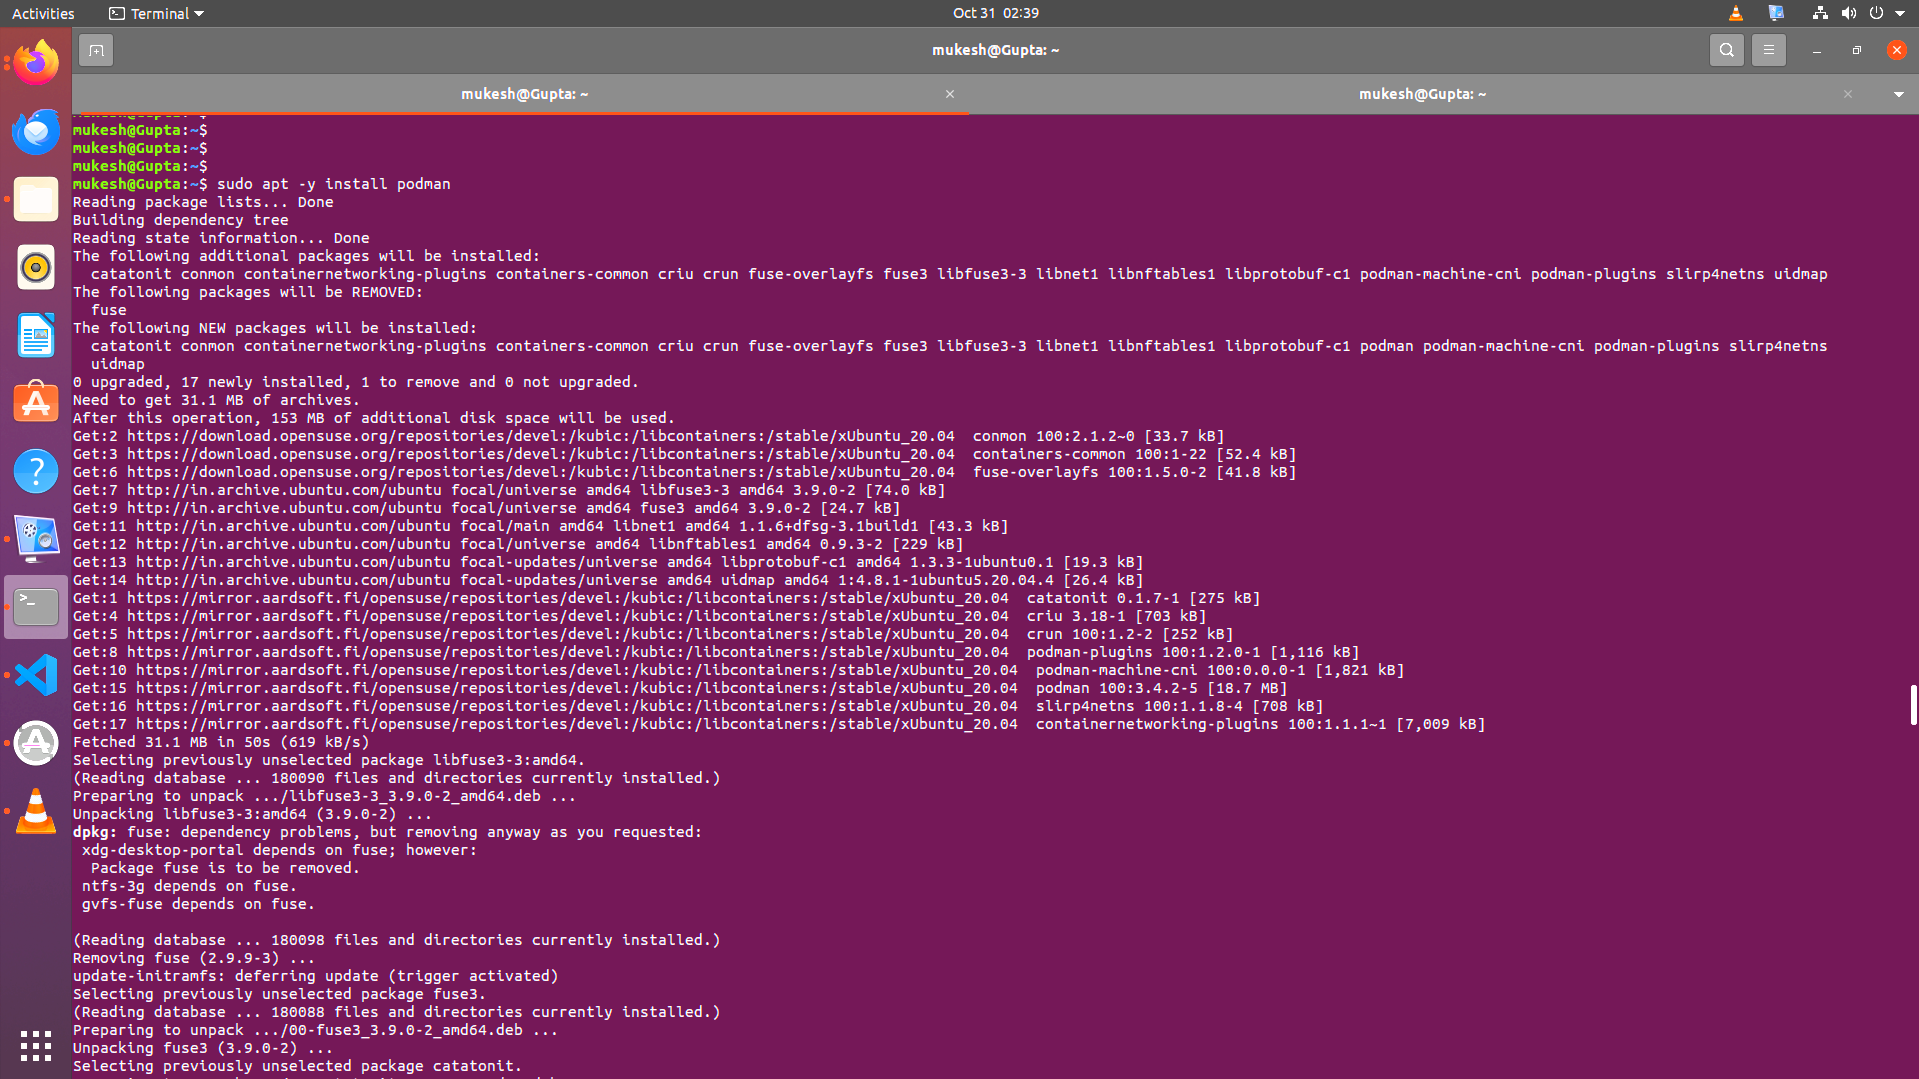 Activities
Terminal
Oct 31 02:39
mukesh@Gupta: ~
mukesh@Gupta: ~
mukesh@Gupta: ~
mukesh@Gupta:~$
mukesh@Gupta:~$
mukesh@Gupta:~$
mukesh@Gupta:~$ sudo apt -y install podman
Reading package lists... Done
Building dependency tree
Reading state information... Done
The following additional packages will be installed:
  catatonit conmon containernetworking-plugins containers-common criu crun fuse-overlayfs fuse3 libfuse3-3 libnet1 libnftables1 libprotobuf-c1 podman-machine-cni podman-plugins slirp4netns uidmap
The following packages will be REMOVED:
  fuse
The following NEW packages will be installed:
  catatonit conmon containernetworking-plugins containers-common criu crun fuse-overlayfs fuse3 libfuse3-3 libnet1 libnftables1 libprotobuf-c1 podman podman-machine-cni podman-plugins slirp4netns
  uidmap
0 upgraded, 17 newly installed, 1 to remove and 0 not upgraded.
Need to get 31.1 MB of archives.
After this operation, 153 MB of additional disk space will be used.
Get:2 https://download.opensuse.org/repositories/devel:/kubic:/libcontainers:/stable/xUbuntu_20.04  conmon 100:2.1.2~0 [33.7 kB]
Get:3 https://download.opensuse.org/repositories/devel:/kubic:/libcontainers:/stable/xUbuntu_20.04  containers-common 100:1-22 [52.4 kB]
Get:6 https://download.opensuse.org/repositories/devel:/kubic:/libcontainers:/stable/xUbuntu_20.04  fuse-overlayfs 100:1.5.0-2 [41.8 kB]
Get:7 http://in.archive.ubuntu.com/ubuntu focal/universe amd64 libfuse3-3 amd64 3.9.0-2 [74.0 kB]
Get:9 http://in.archive.ubuntu.com/ubuntu focal/universe amd64 fuse3 amd64 3.9.0-2 [24.7 kB]
Get:11 http://in.archive.ubuntu.com/ubuntu focal/main amd64 libnet1 amd64 1.1.6+dfsg-3.1build1 [43.3 kB]
Get:12 http://in.archive.ubuntu.com/ubuntu focal/universe amd64 libnftables1 amd64 0.9.3-2 [229 kB]
Get:13 http://in.archive.ubuntu.com/ubuntu focal-updates/universe amd64 libprotobuf-c1 amd64 1.3.3-1ubuntu0.1 [19.3 kB]
Get:14 http://in.archive.ubuntu.com/ubuntu focal-updates/universe amd64 uidmap amd64 1:4.8.1-1ubuntu5.20.04.4 [26.4 kB]
Get:1 https://mirror.aardsoft.fi/opensuse/repositories/devel:/kubic:/libcontainers:/stable/xUbuntu_20.04  catatonit 0.1.7-1 [275 kB]
Get:4 https://mirror.aardsoft.fi/opensuse/repositories/devel:/kubic:/libcontainers:/stable/xUbuntu_20.04  criu 3.18-1 [703 kB]
Get:5 https://mirror.aardsoft.fi/opensuse/repositories/devel:/kubic:/libcontainers:/stable/xUbuntu_20.04  crun 100:1.2-2 [252 kB]
Get:8 https://mirror.aardsoft.fi/opensuse/repositories/devel:/kubic:/libcontainers:/stable/xUbuntu_20.04  podman-plugins 100:1.2.0-1 [1,116 kB]
Get:10 https://mirror.aardsoft.fi/opensuse/repositories/devel:/kubic:/libcontainers:/stable/xUbuntu_20.04  podman-machine-cni 100:0.0.0-1 [1,821 kB]
Get:15 https://mirror.aardsoft.fi/opensuse/repositories/devel:/kubic:/libcontainers:/stable/xUbuntu_20.04  podman 100:3.4.2-5 [18.7 MB]
Get:16 https://mirror.aardsoft.fi/opensuse/repositories/devel:/kubic:/libcontainers:/stable/xUbuntu_20.04  slirp4netns 100:1.1.8-4 [708 kB]
Get:17 https://mirror.aardsoft.fi/opensuse/repositories/devel:/kubic:/libcontainers:/stable/xUbuntu_20.04  containernetworking-plugins 100:1.1.1~1 [7,009 kB]
Fetched 31.1 MB in 50s (619 kB/s)
Selecting previously unselected package libfuse3-3:amd64.
(Reading database ... 180090 files and directories currently installed.)
Preparing to unpack .../libfuse3-3_3.9.0-2_amd64.deb ...
Unpacking libfuse3-3:amd64 (3.9.0-2) ...
dpkg: fuse: dependency problems, but removing anyway as you requested:
 xdg-desktop-portal depends on fuse; however:
  Package fuse is to be removed.
 ntfs-3g depends on fuse.
 gvfs-fuse depends on fuse.
(Reading database ... 180098 files and directories currently installed.)
Removing fuse (2.9.9-3) ...
update-initramfs: deferring update (trigger activated)
Selecting previously unselected package fuse3.
(Reading database ... 180088 files and directories currently installed.)
Preparing to unpack .../00-fuse3_3.9.0-2_amd64.deb ...
Unpacking fuse3 (3.9.0-2) ...
Selecting previously unselected package catatonit.